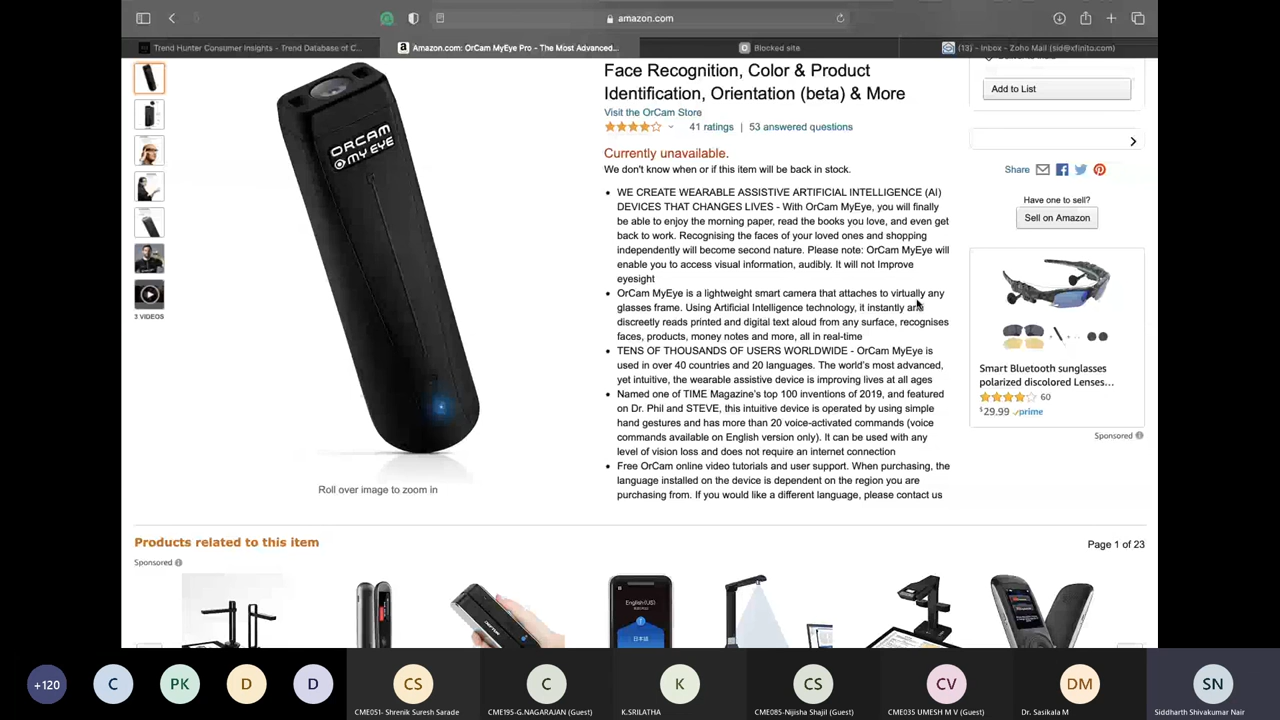 amazon.com
Trend Hunter Consumer Insights - Trend Database of C...
Amazon.com: OrCam MyEye Pro - The Most Advanced...
Blocked site
(13) - Inbox - Zoho Mail (sid@xfinito.com)
Face Recognition, Color & Product
Identification, Orientation (beta) & More
Visit the OrCam Store
41 ratings | 53 answered questions
Currently unavailable.
We don't know when or if this item will be back in stock.
WE CREATE WEARABLE ASSISTIVE ARTIFICIAL INTELLIGENCE (AI)
DEVICES THAT CHANGES LIVES - With OrCam MyEye, you will finally
be able to enjoy the morning paper, read the books you love, and even get
back to work. Recognising the faces of your loved ones and shopping
independently will become second nature. Please note: OrCam MyEye will
enable you to access visual information, audibly. It will not Improve
eyesight
OrCam MyEye is a lightweight smart camera that attaches to virtually any
glasses frame. Using Artificial Intelligence technology, it instantly and
discreetly reads printed and digital text aloud from any surface, recognises
faces, products, money notes and more, all in real-time
TENS OF THOUSANDS OF USERS WORLDWIDE - OrCam MyEye is
used in over 40 countries and 20 languages. The world's most advanced,
yet intuitive, the wearable assistive device is improving lives at all ages
Named one of TIME Magazine's top 100 inventions of 2019, and featured
on Dr. Phil and STEVE, this intuitive device is operated by using simple
hand gestures and has more than 20 voice-activated commands (voice
commands available on English version only). It can be used with any
level of vision loss and does not require an internet connection
Free OrCam online video tutorials and user support. When purchasing, the
language installed on the device is dependent on the region you are
purchasing from. If you would like a different language, please contact us
ORCAM
MY EYE
3 VIDEOS
Roll over image to zoom in
Add to List
Share
Have one to sell?
Sell on Amazon
Smart Bluetooth sunglasses
polarized discolored Lenses...
60
$29.99 prime
Sponsored
Products related to this item
Page 1 of 23
Sponsored
English(US)
日本語
+120
C
PK
D
D
CS
C
K
CS
CV
DM
SN
CME051- Shrenik Suresh Sarade
CME195-G.NAGARAJAN (Guest)
K.SRILATHA
CME085-Nijisha Shajil (Guest)
CME035 UMESH M V (Guest)
Dr. Sasikala M
Siddharth Shivakumar Nair